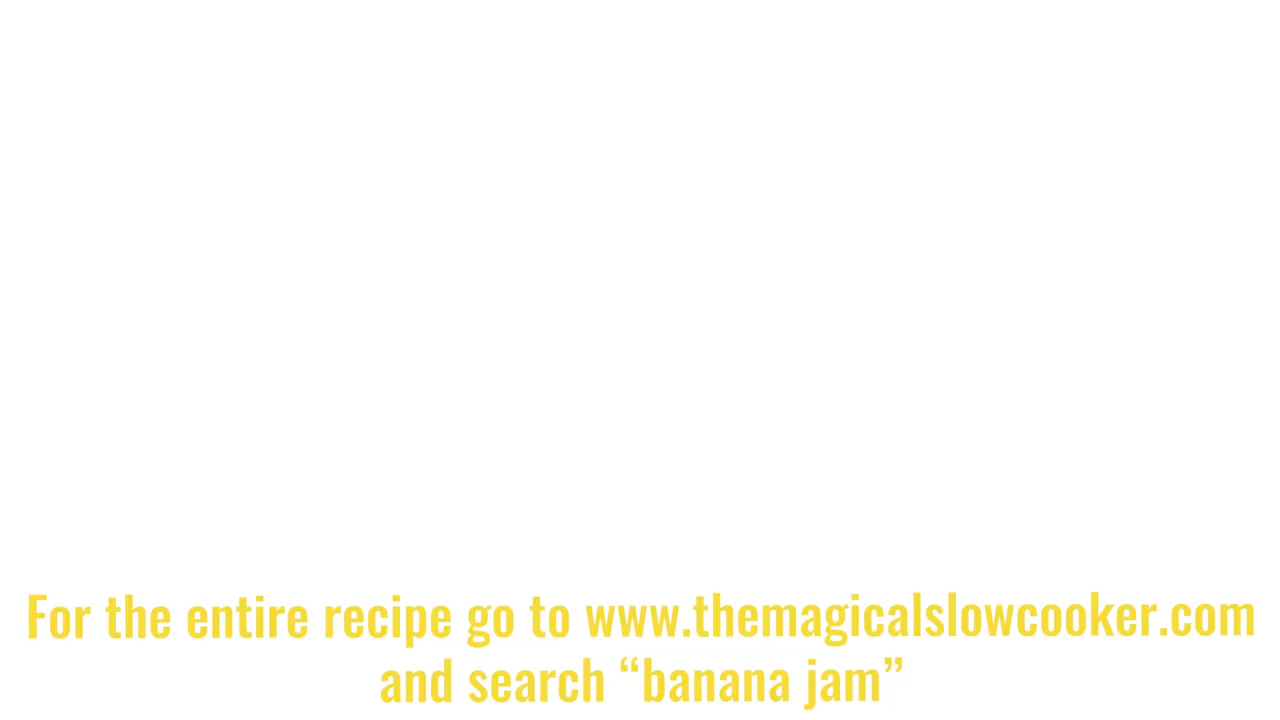 For the entire recipe go to www.themagicalslowcooker.com
and search “banana jam”